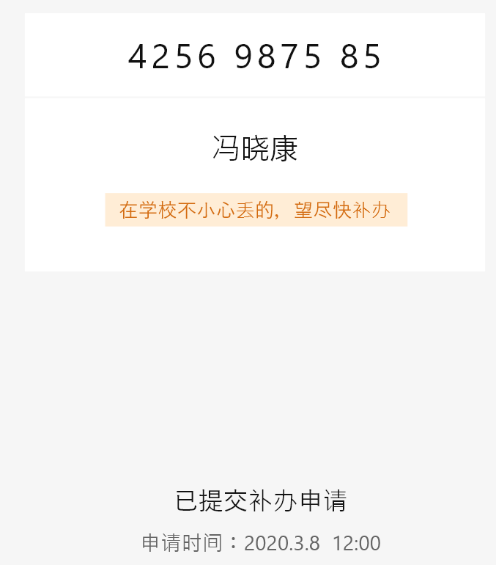 4256 9875 85
冯晓康
在学校不小心丢的，望尽快补办
已提交补办申请
申请时间：2020.3.8 12:00